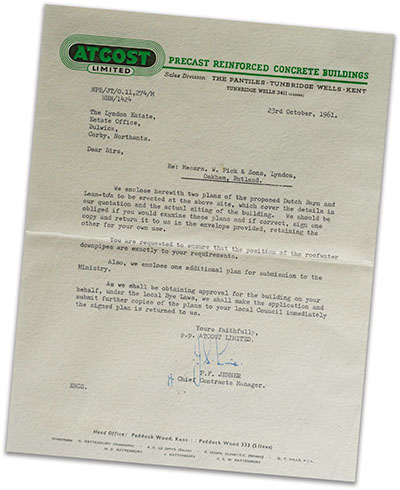 ATCOST
LIMITED
PRECAST REINFORCED CONCRETE BUILDINGS
Sales Division: THE PANTILES · TUNBRIDGE WELLS · KENT
TUNBRIDGE WELLS 3411
23rd October, 1961.
The Lyndon Estate,
Estate Office,
Bulwick,
Corby, Northants.
Dear Sirs,
Re: Messrs. W. Pick & Sons, Lyndon,
Oakham, Rutland.
We enclose herewith two plans of the proposed Dutch Barn and
Lean-to's to be erected at the above site, which cover the details in
our quotation and the actual siting of the building. We should be
obliged if you would examine these plans and if correct, sign one
copy and return it to us in the envelope provided, retaining the
other for your own use.
You are requested to ensure that the position of the roofwater
downpipes are exactly to your requirements.
Also, we enclose one additional plan for submission to the
Ministry.
As we shall be obtaining approval for the building on your
behalf, under the local Bye Laws, we shall make the application and
submit further copies of the plans to your local Council immediately
the signed plan is returned to us.
Yours faithfully,
P.P. ATCOST LIMITED.
P.F. JENNER
Chief Contracts Manager.
ENCS.
Head Office: Paddock Wood, Kent : Paddock Wood 333 (5 lines)